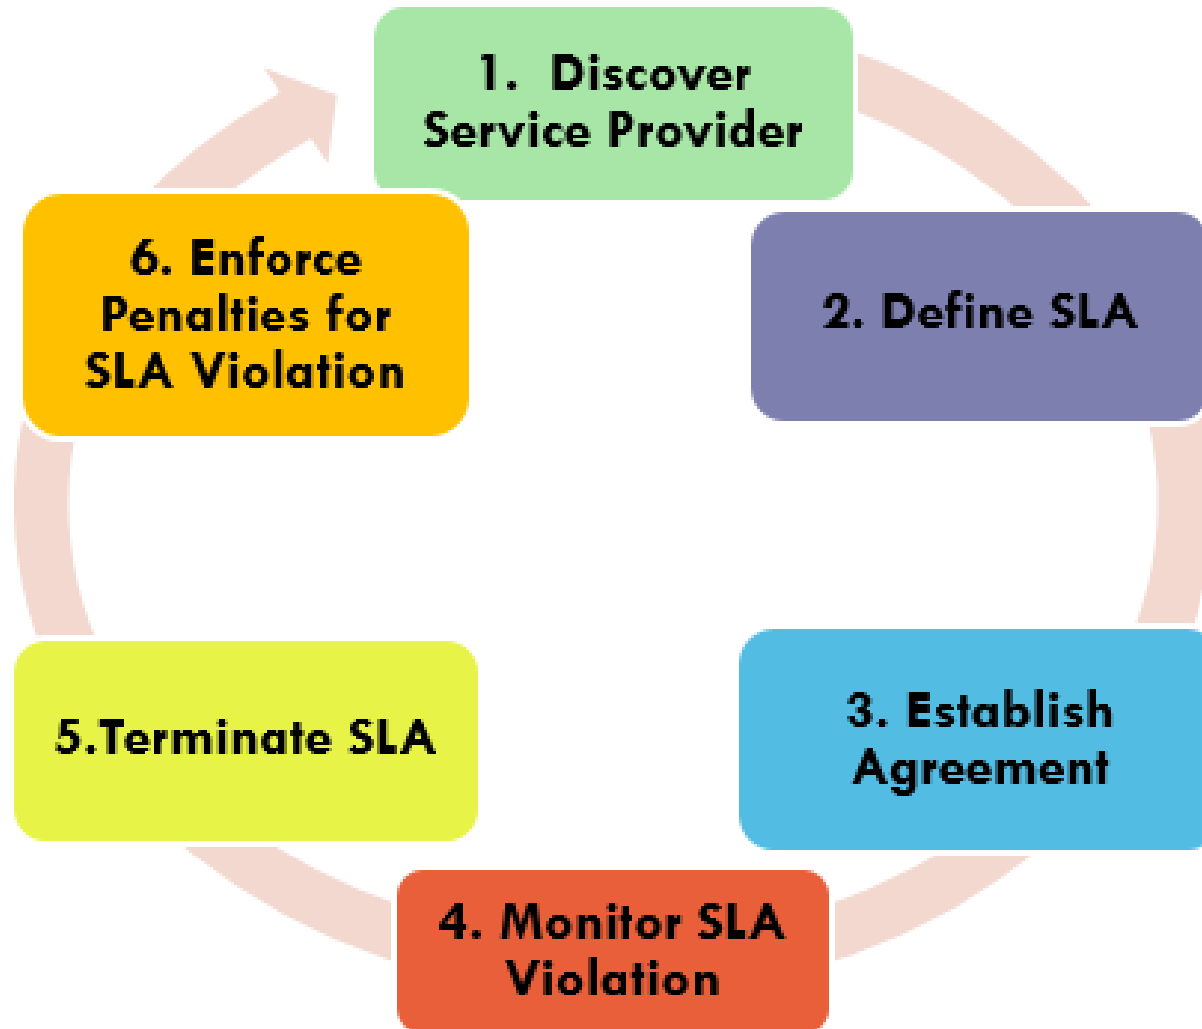 1. Discover
Service Provider
2. Define SLA
3. Establish
Agreement
4. Monitor SLA
Violation
5.Terminate SLA
6. Enforce
Penalties for
SLA Violation